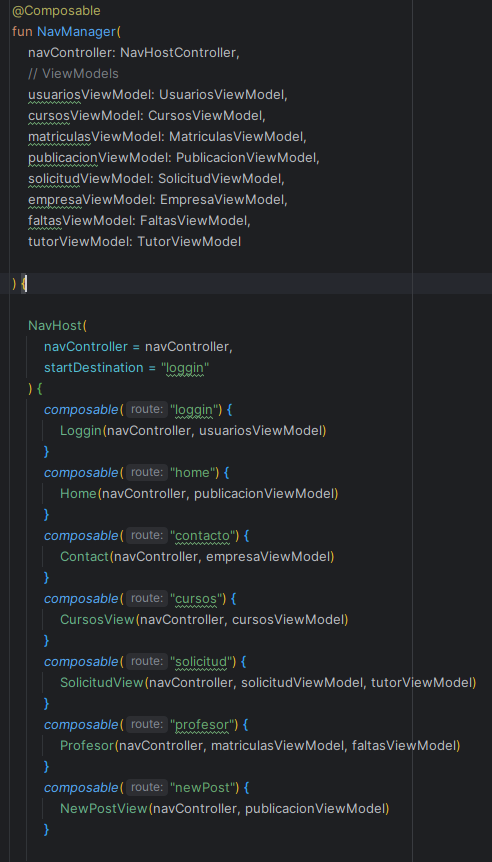 @Composable
fun NavManager(
navController: NavHostController,
// ViewModels
usuariosViewModel: UsuariosViewModel,
cursosViewModel: CursosViewModel,
matriculasViewModel: MatriculasViewModel,
publicacionViewModel: PublicacionViewModel,
solicitudViewModel: SolicitudViewModel,
empresaViewModel: EmpresaViewModel,
faltasViewModel: FaltasViewModel,
tutorViewModel: TutorViewModel
) {
NavHost(
navController = navController,
startDestination = "loggin"
) {
composable( route: "loggin") {
Loggin(navController, usuariosViewModel)
}
composable( route: "home") {
Home(navController, publicacionViewModel)
}
composable( route: "contacto") {
Contact(navController, empresaViewModel)
}
composable( route: "cursos") {
CursosView(navController, cursosViewModel)
}
composable( route: "solicitud") {
SolicitudView(navController, solicitudViewModel, tutorViewModel)
}
composable( route: "profesor") {
Profesor(navController, matriculasViewModel, faltasViewModel)
}
composable( route: "newPost") {
NewPostView(navController, publicacionViewModel)
}